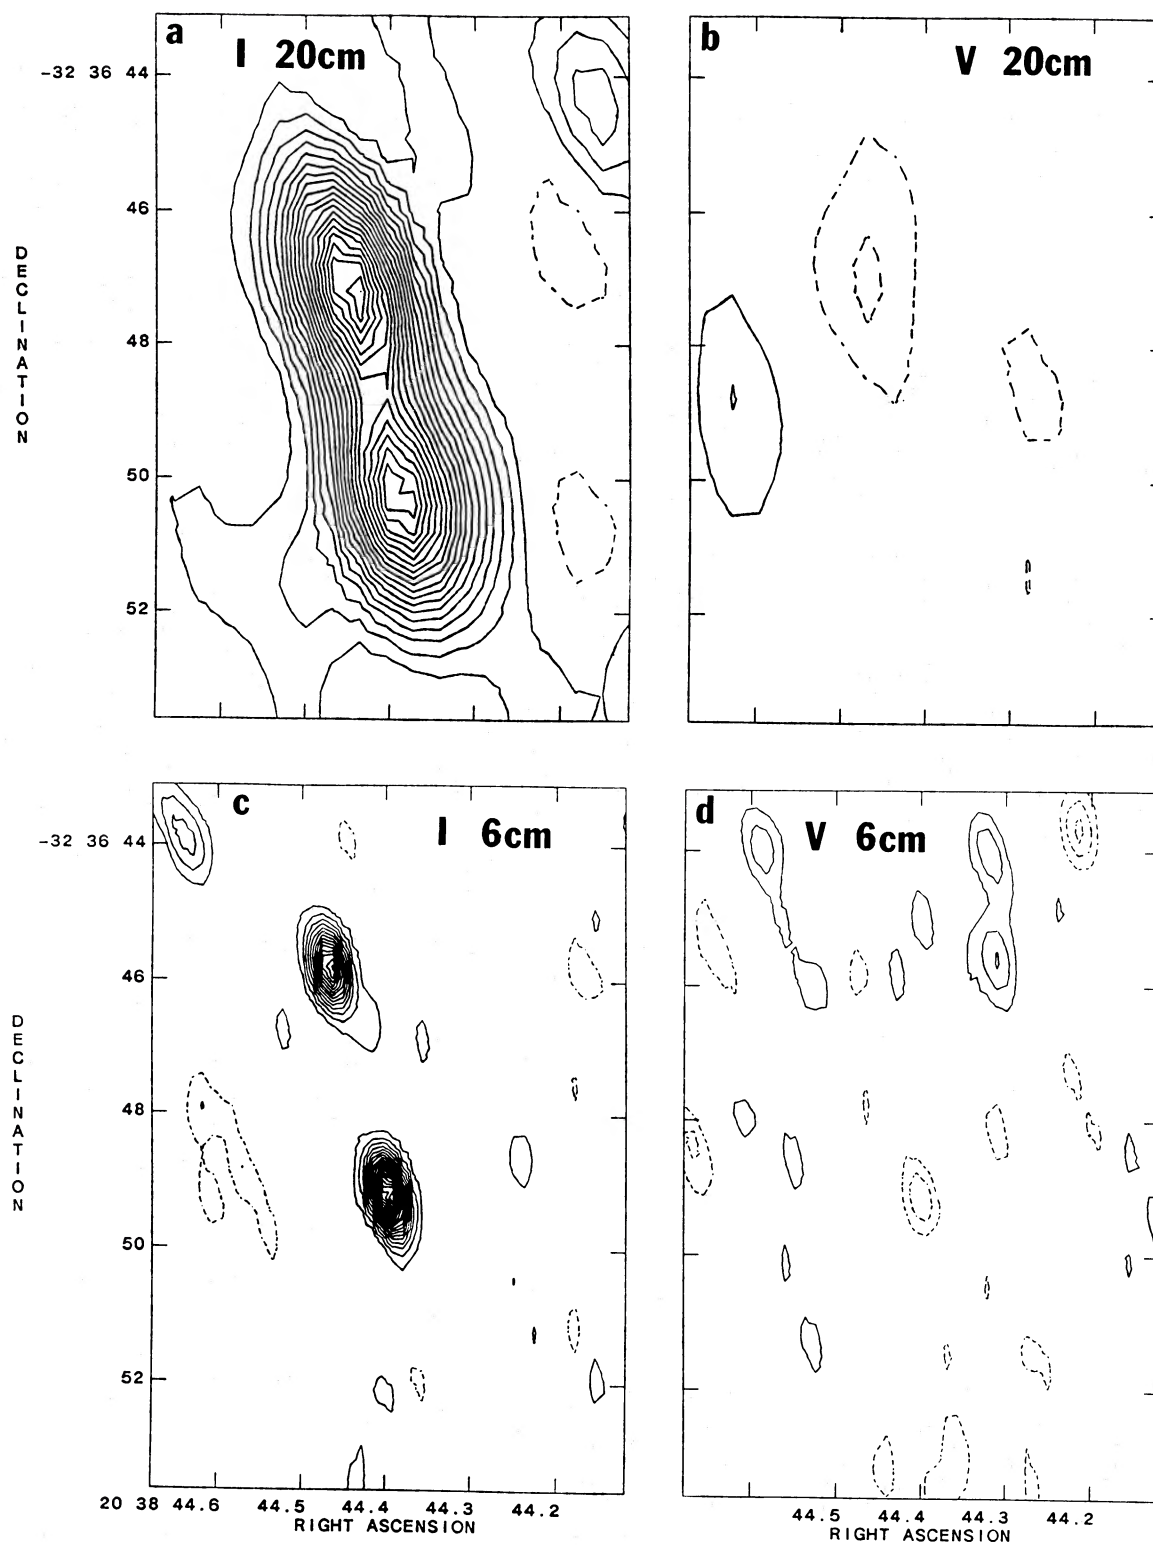 a
I 20cm
b
V 20cm
-32 36 44
46
48
50
52
DECLINATION
c
I 6cm
d
V 6cm
-32 36 44
46
48
50
52
DECLINATION
20 38 44.6 44.5 44.4 44.3 44.2
RIGHT ASCENSION
44.5 44.4 44.3 44.2
RIGHT ASCENSION